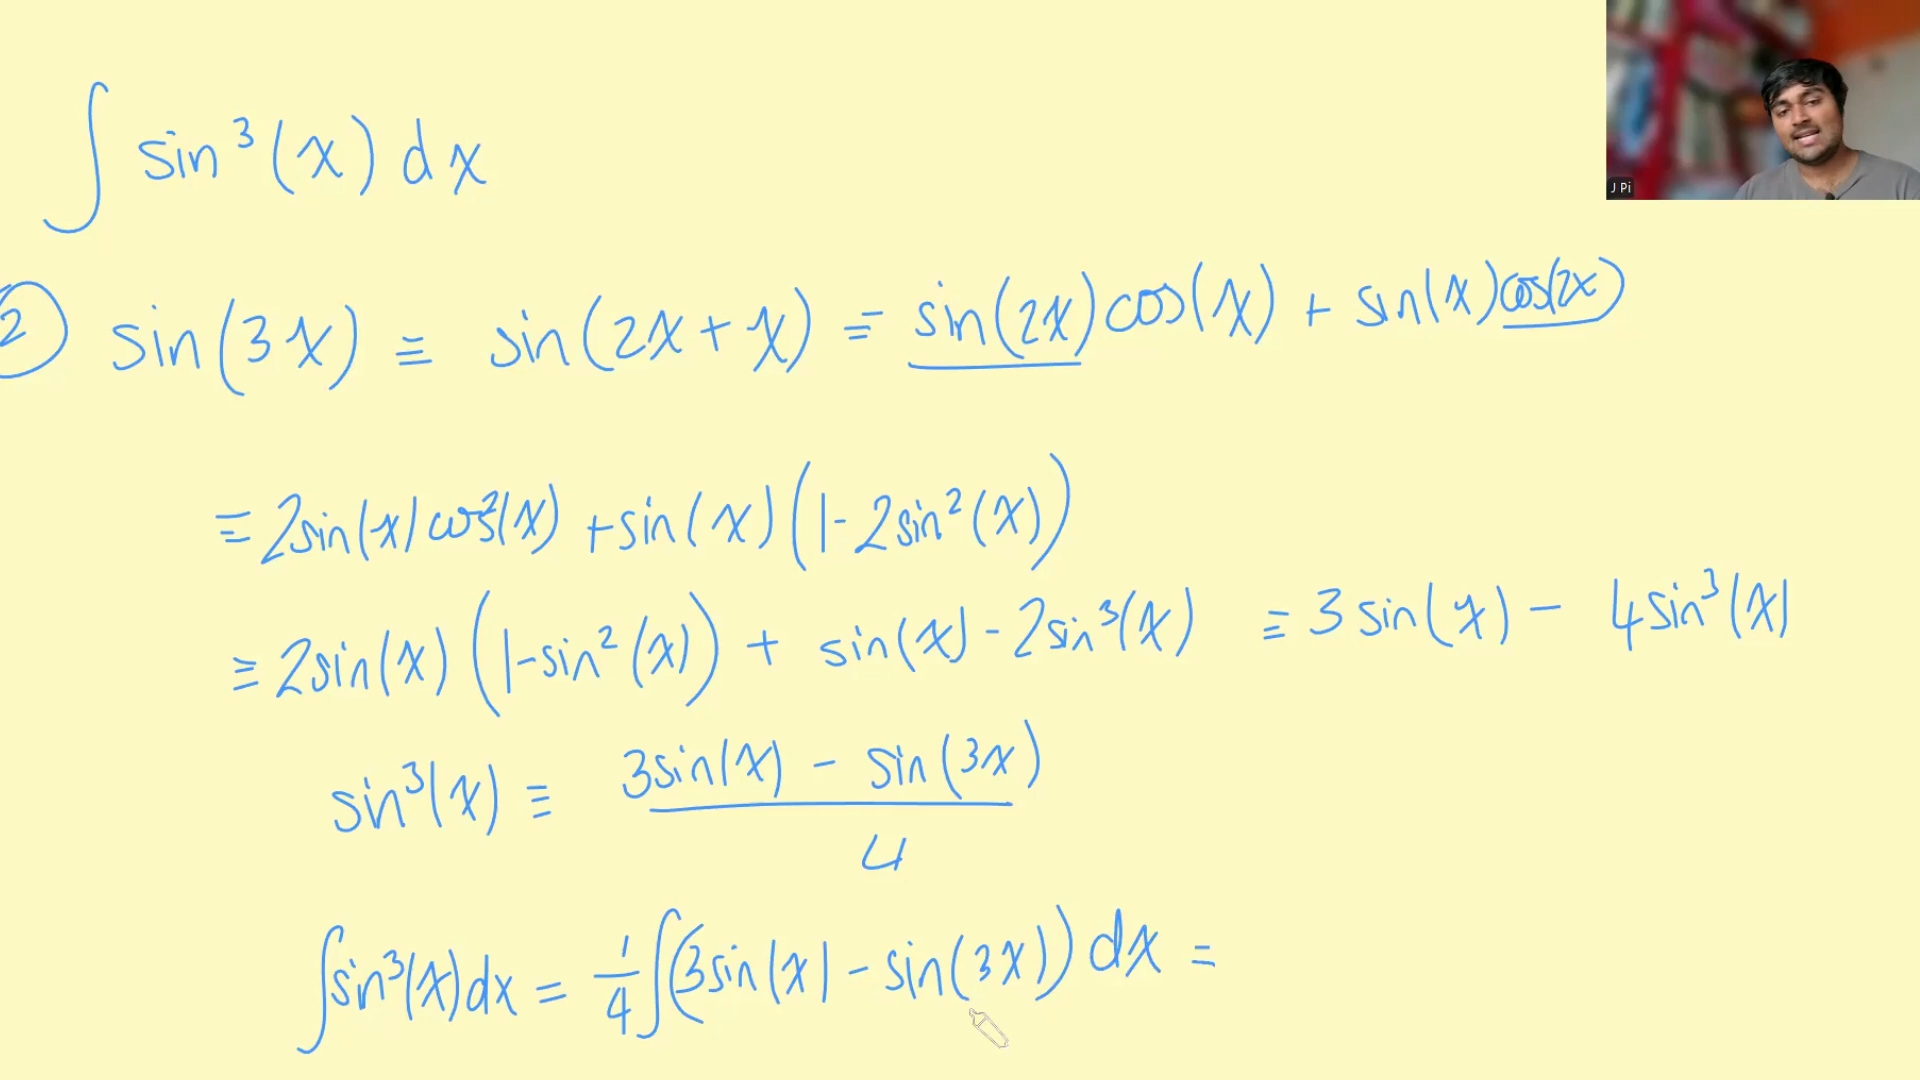 ∫ sin³(x) dx
J Pi
② sin(3x) ≡ sin(2x + x) ≡ sin(2x)cos(x) + sin(x)cos(2x)
≡ 2sin(x)cos²(x) + sin(x)(1 - 2sin²(x))
≡ 2sin(x)(1 - sin²(x)) + sin(x) - 2sin³(x) ≡ 3sin(x) - 4sin³(x)
sin³(x) ≡ (3sin(x) - sin(3x)) / 4
∫sin³(x)dx = 1/4 ∫(3sin(x) - sin(3x)) dx =